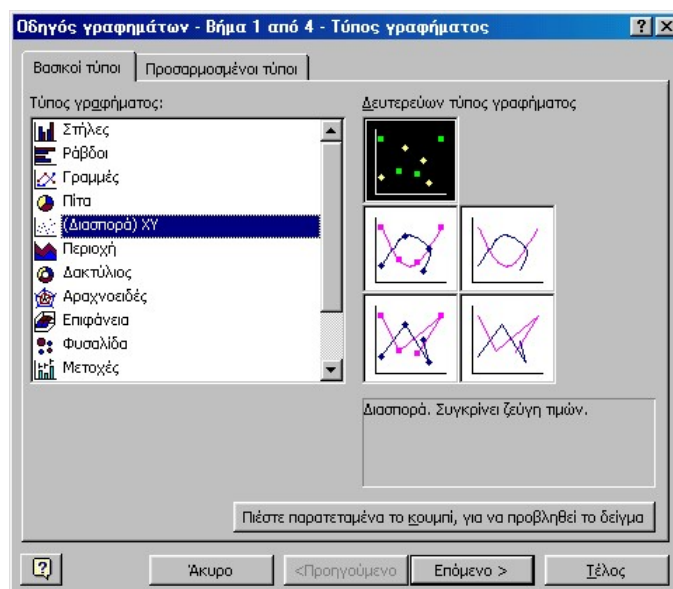 Οδηγός γραφημάτων - Βήμα 1 από 4 - Τύπος γραφήματος
Βασικοί τύποι
Προσαρμοσμένοι τύποι
Τύπος γραφήματος:
Στήλες
Ράβδοι
Γραμμές
Πίτα
(Διασπορά) XY
Περιοχή
Δακτύλιος
Αραχνοειδές
Επιφάνεια
Φυσαλίδα
Μετοχές
Δευτερεύων τύπος γραφήματος
Διασπορά. Συγκρίνει ζεύγη τιμών.
Πιέστε παρατεταμένα το κουμπί, για να προβληθεί το δείγμα
Άκυρο
<Προηγούμενο
Επόμενο >
Τέλος